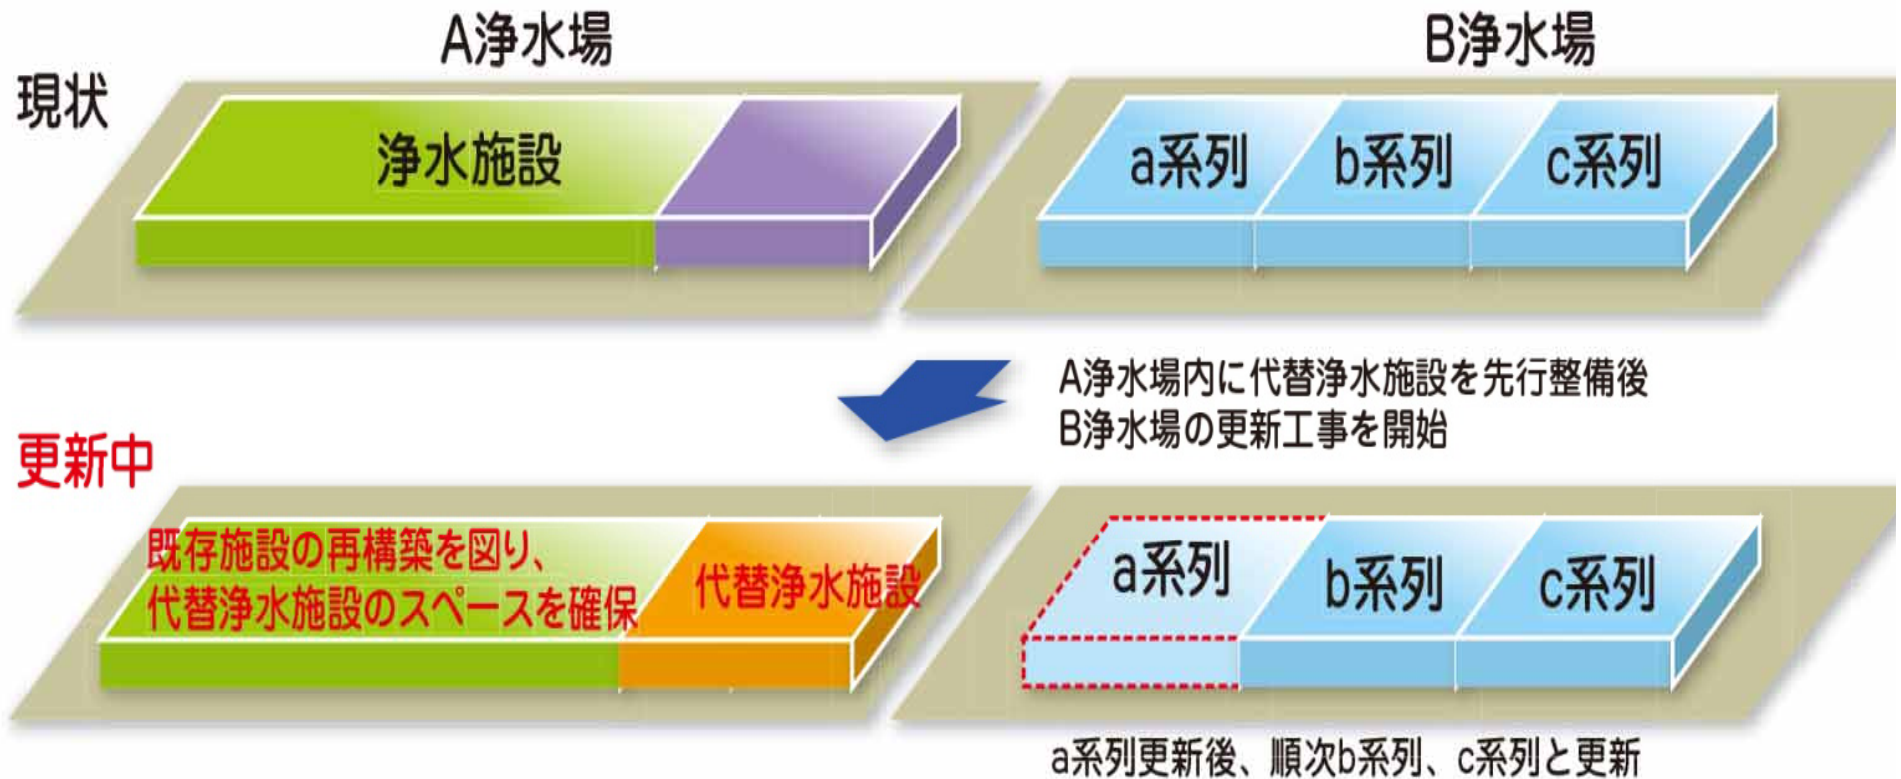 A浄水場
B浄水場
現状
浄水施設
a系列
b系列
c系列
A浄水場内に代替浄水施設を先行整備後
B浄水場の更新工事を開始
更新中
既存施設の再構築を図り、
代替浄水施設のスペースを確保
代替浄水施設
a系列
b系列
c系列
a系列更新後、順次b系列、c系列と更新